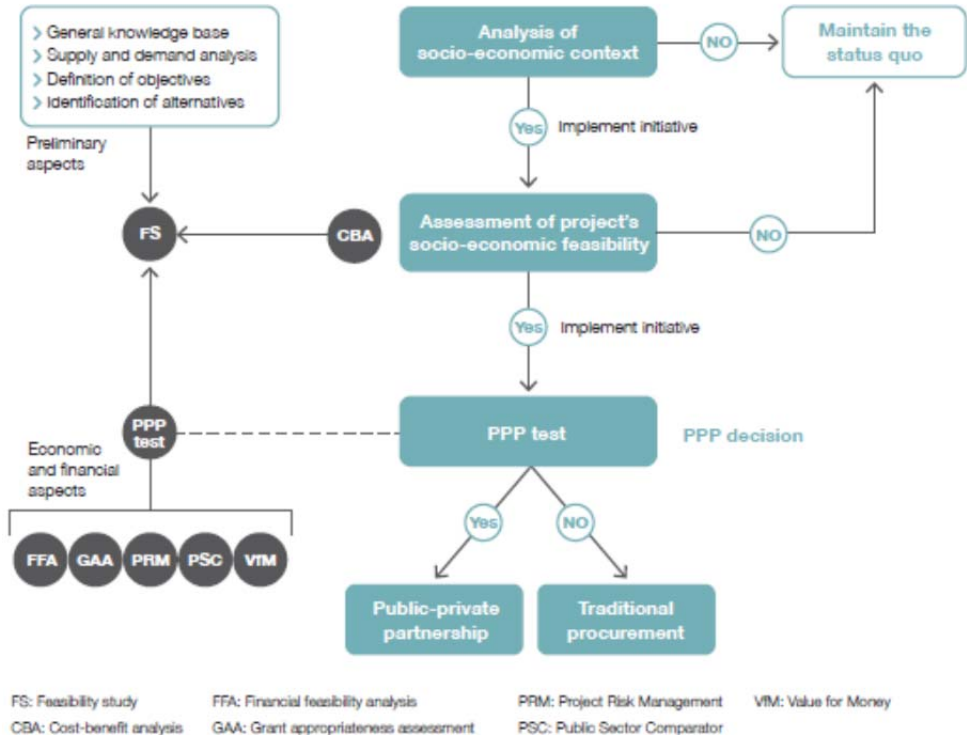 General knowledge base
Supply and demand analysis
Definition of objectives
Identification of alternatives
Preliminary
aspects
Analysis of
socio-economic context
NO
Maintain the
status quo
Yes
Implement initiative
FS
CBA
Assessment of project's
socio-economic feasibility
NO
Yes
Implement initiative
PPP
test
PPP test
PPP decision
Economic
and financial
aspects
FFA
GAA
PRM
PSC
VfM
Yes
NO
Public-private
partnership
Traditional
procurement
FS: Feasibility study
FFA: Financial feasibility analysis
PRM: Project Risk Management
VfM: Value for Money
CBA: Cost-benefit analysis
GAA: Grant appropriateness assessment
PSC: Public Sector Comparator